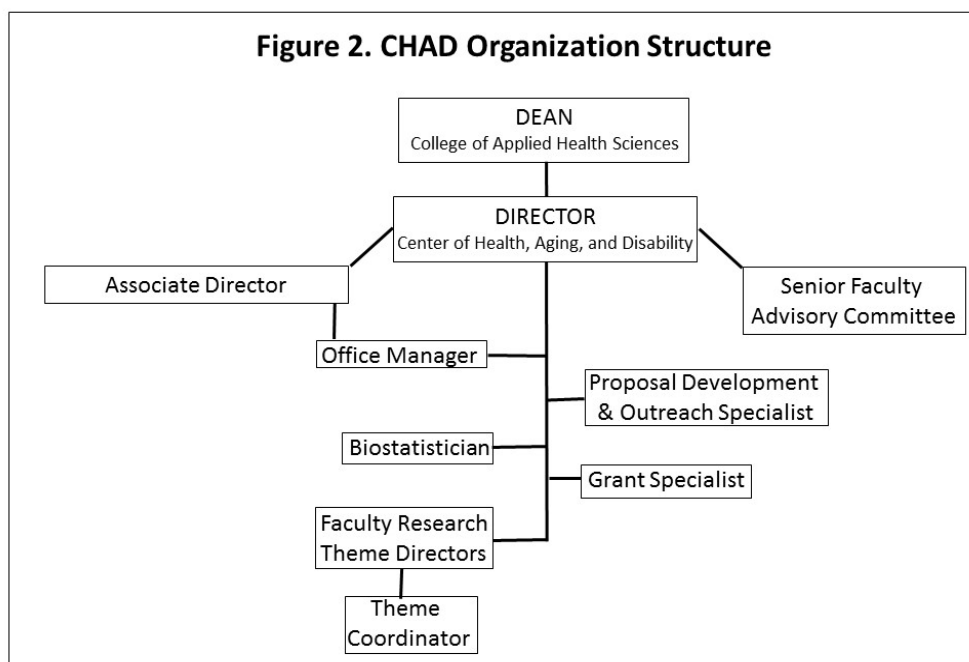 Figure 2. CHAD Organization Structure
DEAN
College of Applied Health Sciences
DIRECTOR
Center of Health, Aging, and Disability
Associate Director
Senior Faculty
Advisory Committee
Office Manager
Proposal Development
& Outreach Specialist
Biostatistician
Grant Specialist
Faculty Research
Theme Directors
Theme
Coordinator